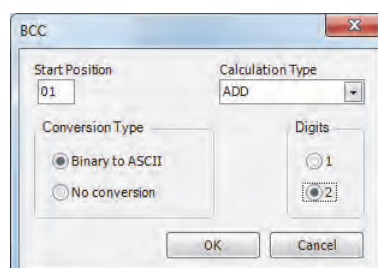 BCC
Start Position Calculation Type
01 ADD
Conversion Type Digits
Binary to ASCII 1
No conversion 2
OK Cancel